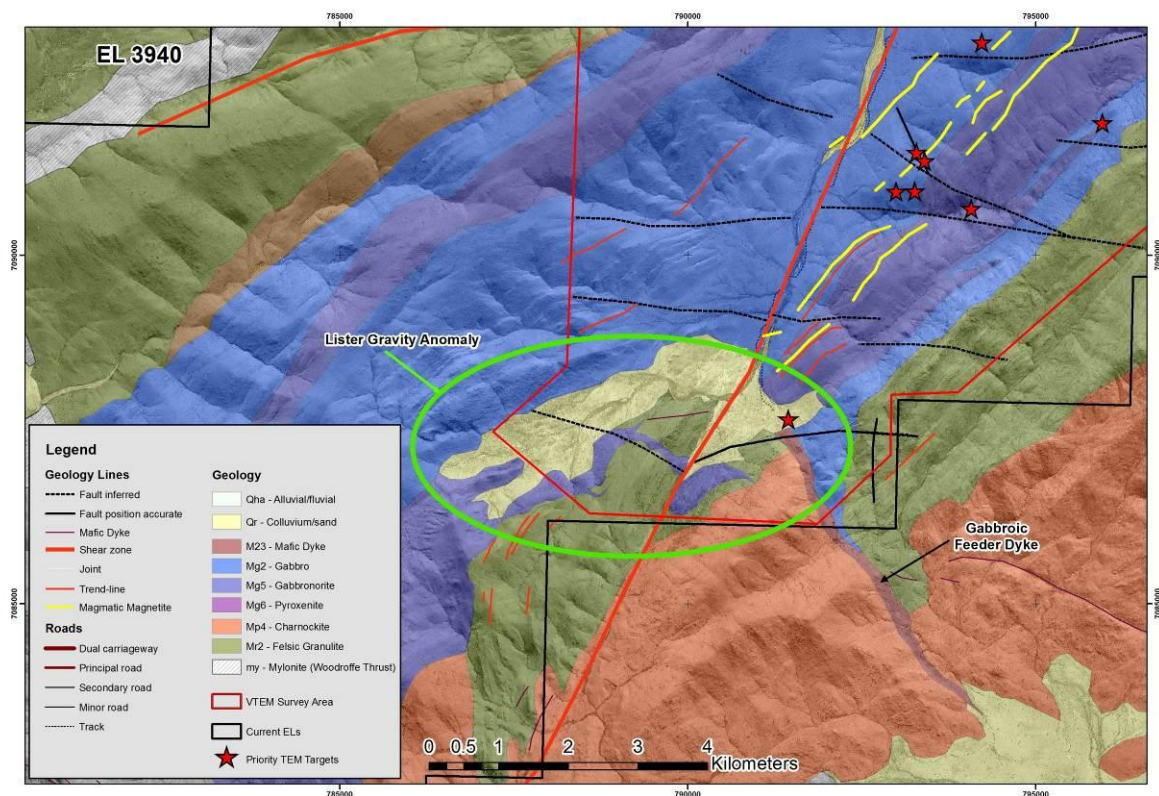 785000
790000
795000
EL 3940
7090000
7090000
Lister Gravity Anomaly
Gabbroic
Feeder Dyke
7085000
Legend
Geology Lines
Fault inferred
Fault position accurate
Mafic Dyke
Shear zone
Joint
Trend-line
Magmatic Magnetite
Roads
Dual carriageway
Principal road
Secondary road
Minor road
Track
Geology
Qha - Alluvial/fluvial
Qr - Colluvium/sand
M23 - Mafic Dyke
Mg2 - Gabbro
Mg5 - Gabbronorite
Mg6 - Pyroxenite
Mp4 - Charnockite
Mr2 - Felsic Granulite
my - Mylonite (Woodroffe Thrust)
VTEM Survey Area
Current ELs
Priority TEM Targets
0 0.5 1 2 3 4
Kilometers
785000
790000
795000